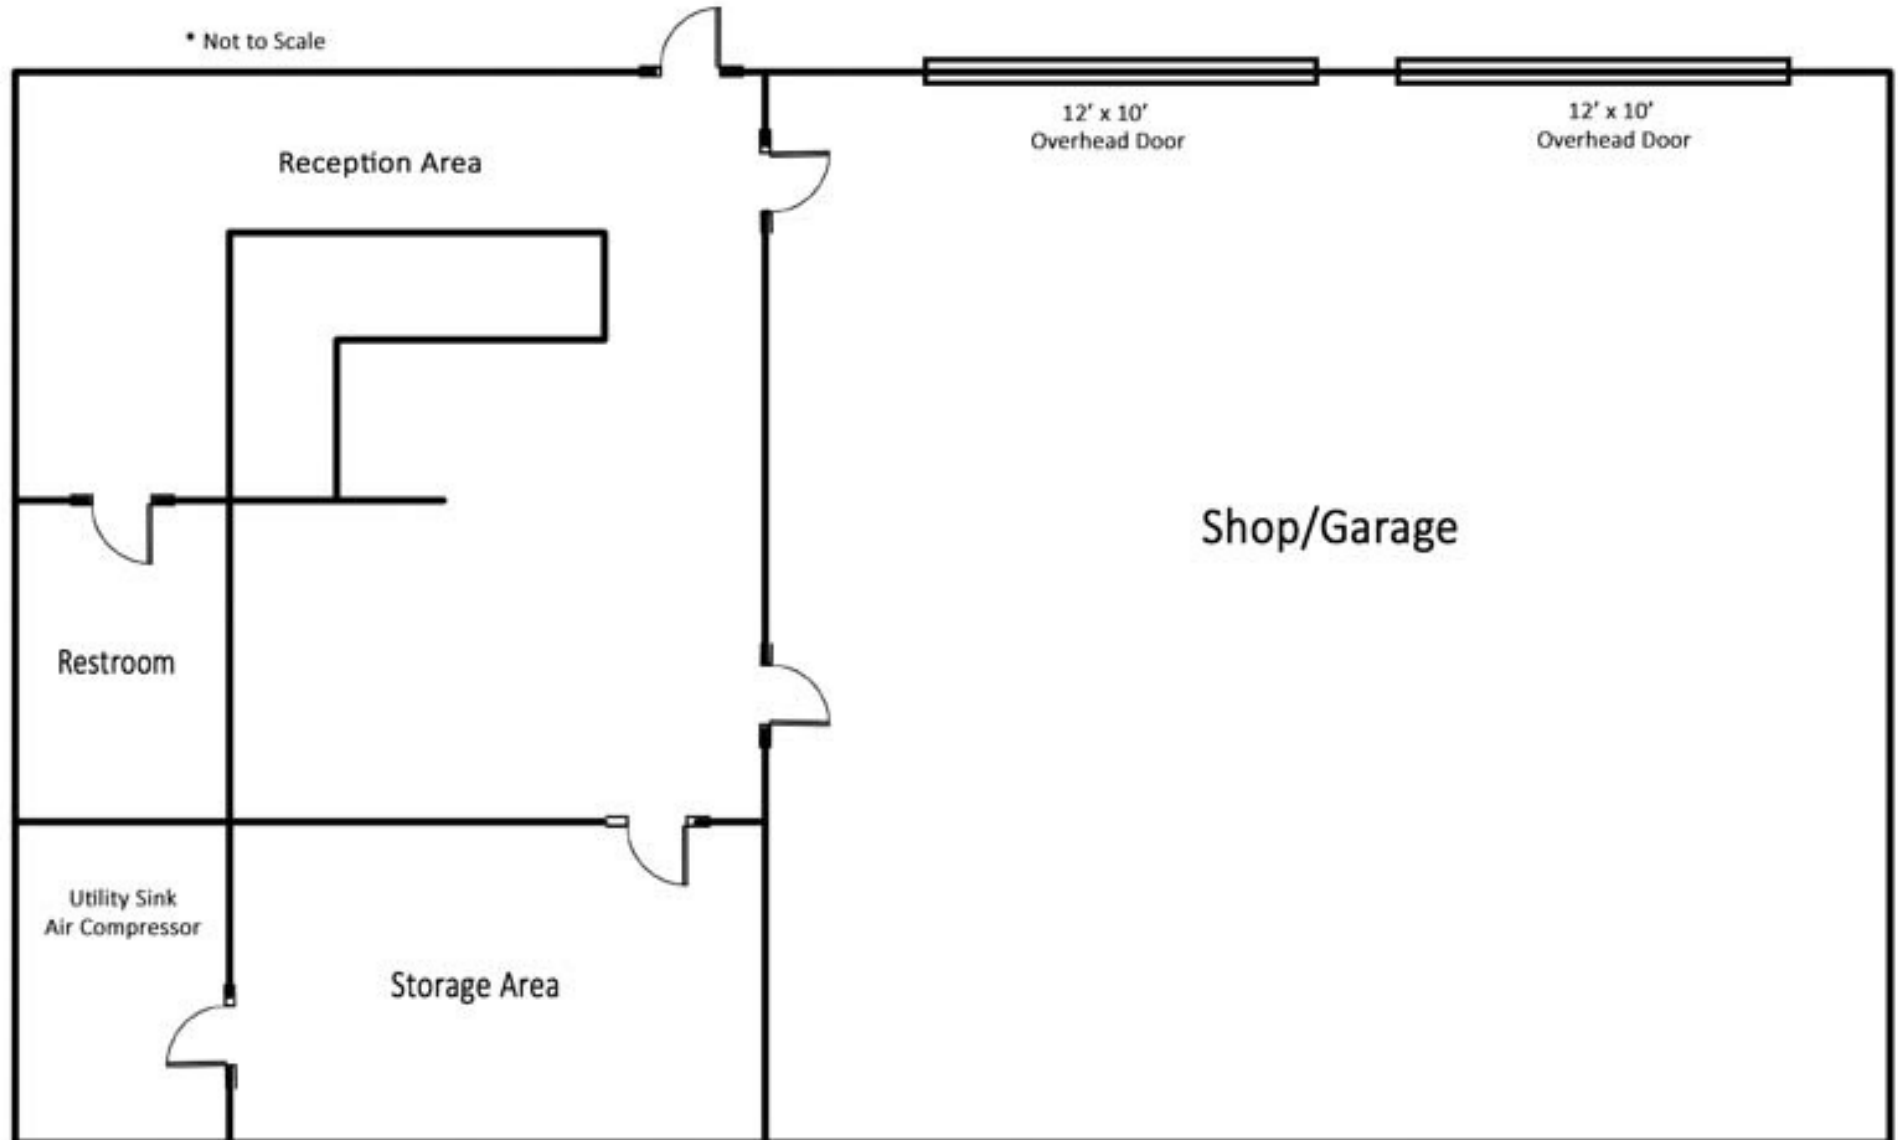 * Not to Scale
12' x 10'
Overhead Door
12' x 10'
Overhead Door
Reception Area
Shop/Garage
Restroom
Utility Sink
Air Compressor
Storage Area